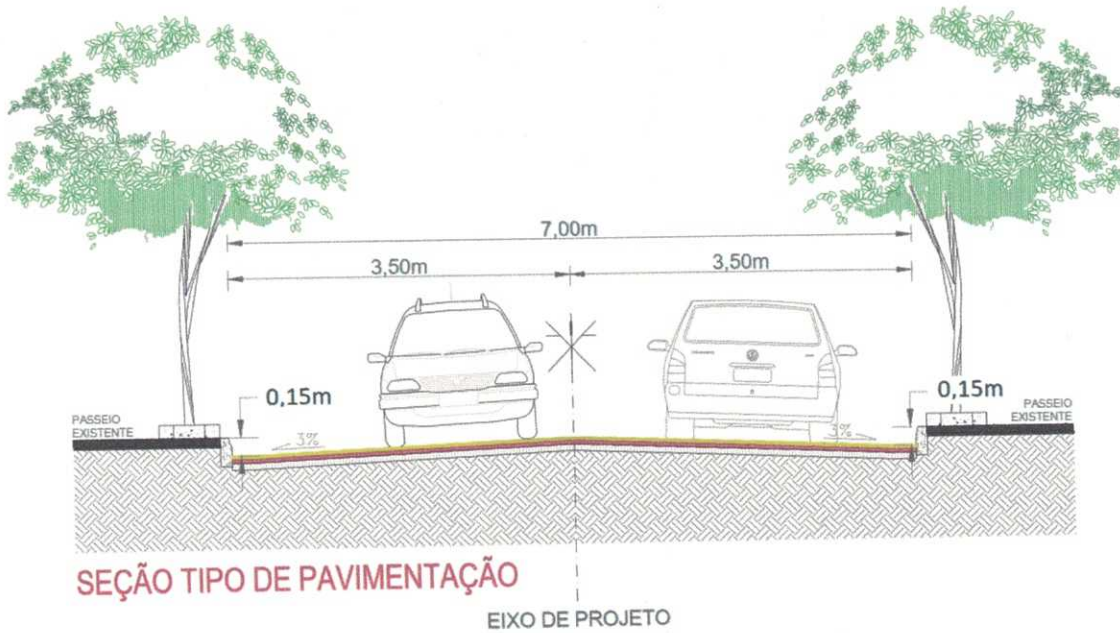 7,00m
3,50m
3,50m
0,15m
0,15m
PASSEIO
EXISTENTE
PASSEIO
EXISTENTE
3%
3%
SEÇÃO TIPO DE PAVIMENTAÇÃO
EIXO DE PROJETO